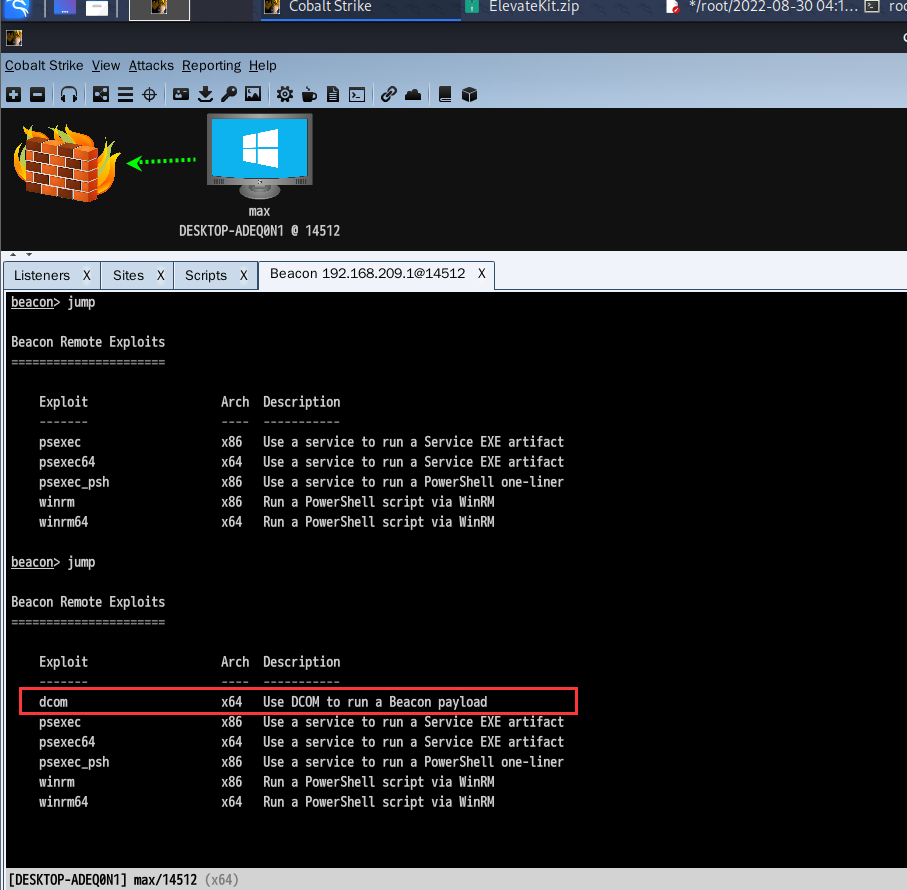 Cobalt Strike
ElevateKit.zip
*/root/2022-08-30 04:1…
Cobalt Strike View Attacks Reporting Help
max
DESKTOP-ADEQ0N1 @ 14512
Listeners X Sites X Scripts X Beacon 192.168.209.1@14512 X
beacon> jump
Beacon Remote Exploits
======================
Exploit Arch Description
------- ---- -----------
psexec x86 Use a service to run a Service EXE artifact
psexec64 x64 Use a service to run a Service EXE artifact
psexec_psh x86 Use a service to run a PowerShell one-liner
winrm x86 Run a PowerShell script via WinRM
winrm64 x64 Run a PowerShell script via WinRM
beacon> jump
Beacon Remote Exploits
======================
Exploit Arch Description
------- ---- -----------
dcom x64 Use DCOM to run a Beacon payload
psexec x86 Use a service to run a Service EXE artifact
psexec64 x64 Use a service to run a Service EXE artifact
psexec_psh x86 Use a service to run a PowerShell one-liner
winrm x86 Run a PowerShell script via WinRM
winrm64 x64 Run a PowerShell script via WinRM
[DESKTOP-ADEQ0N1] max/14512 (x64)